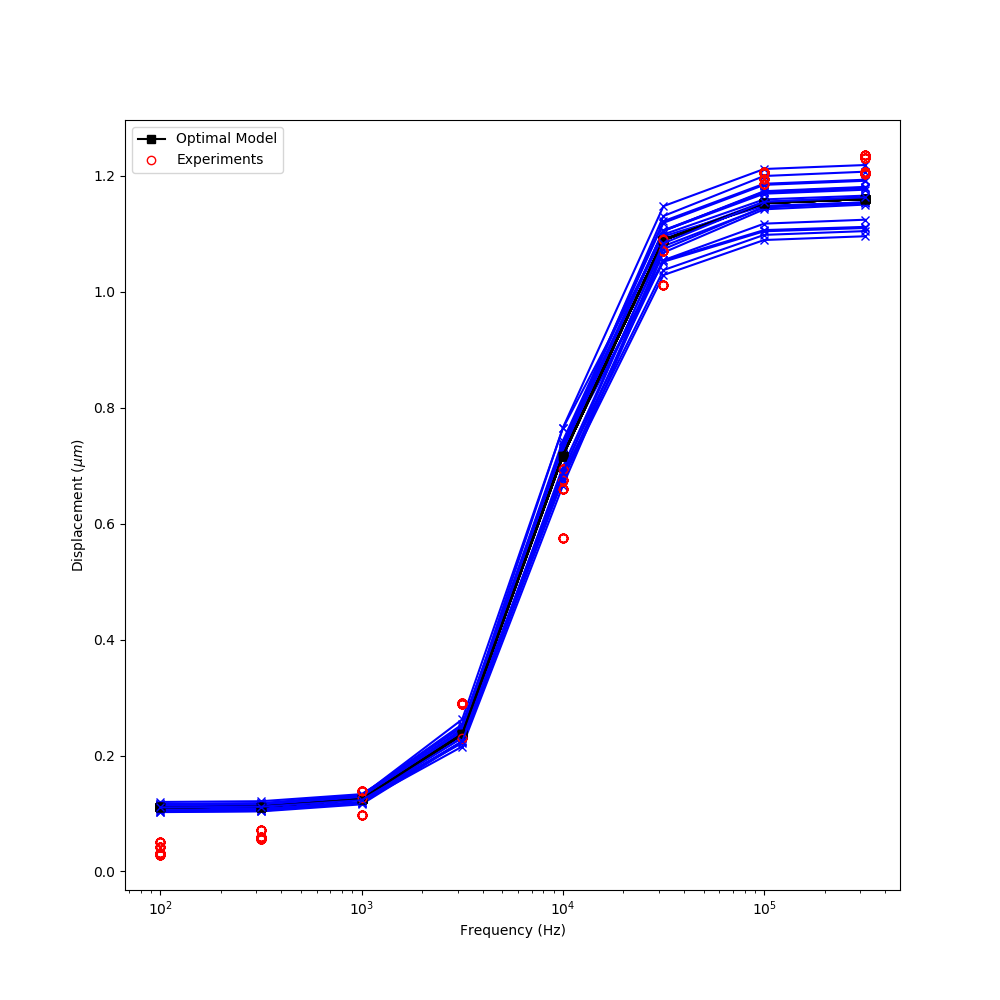 Optimal Model
Experiments
1.2
1.0
0.8
0.6
0.4
0.2
0.0
Displacement (μm)
10²
10³
10⁴
10⁵
Frequency (Hz)